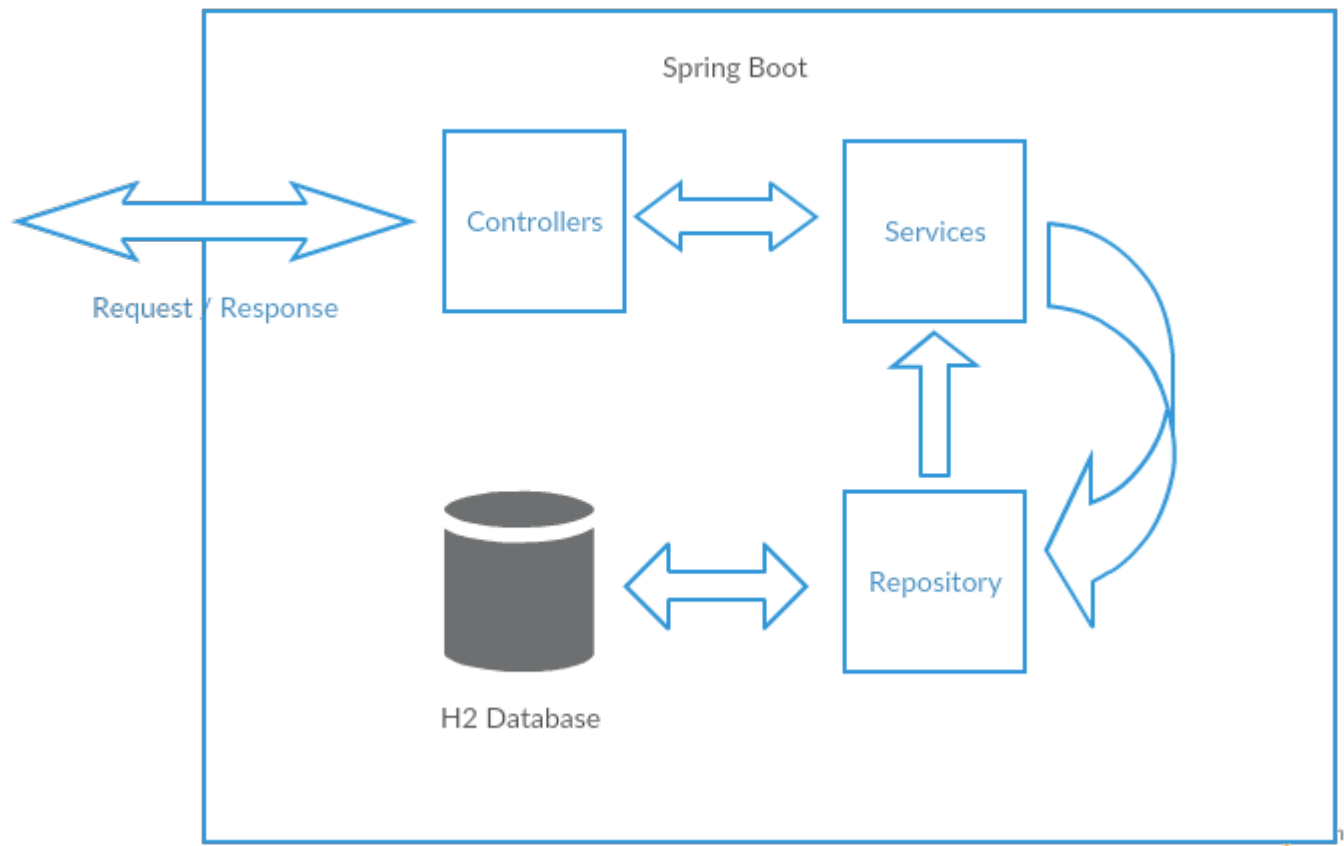 Spring Boot
Controllers
Services
Request / Response
Repository
H2 Database